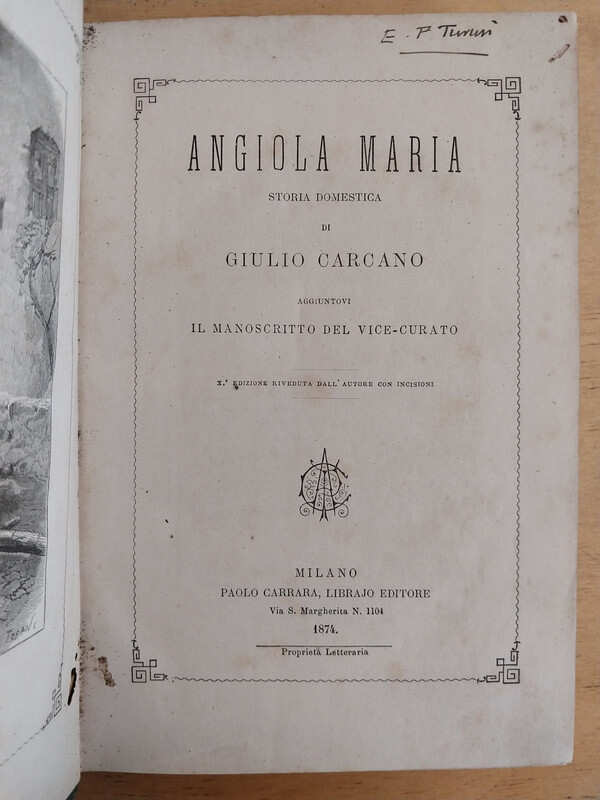 E. P.
ANGIOLA MARIA
STORIA DOMESTICA
DI
GIULIO CARCANO
AGGIUNTOVI
IL MANOSCRITTO DEL VICE-CURATO
X.ª EDIZIONE RIVEDUTA DALL'AUTORE CON INCISIONI
MILANO
PAOLO CARRARA, LIBRAJO EDITORE
Via S. Margherita N. 1104
1874.
Proprietà Letteraria